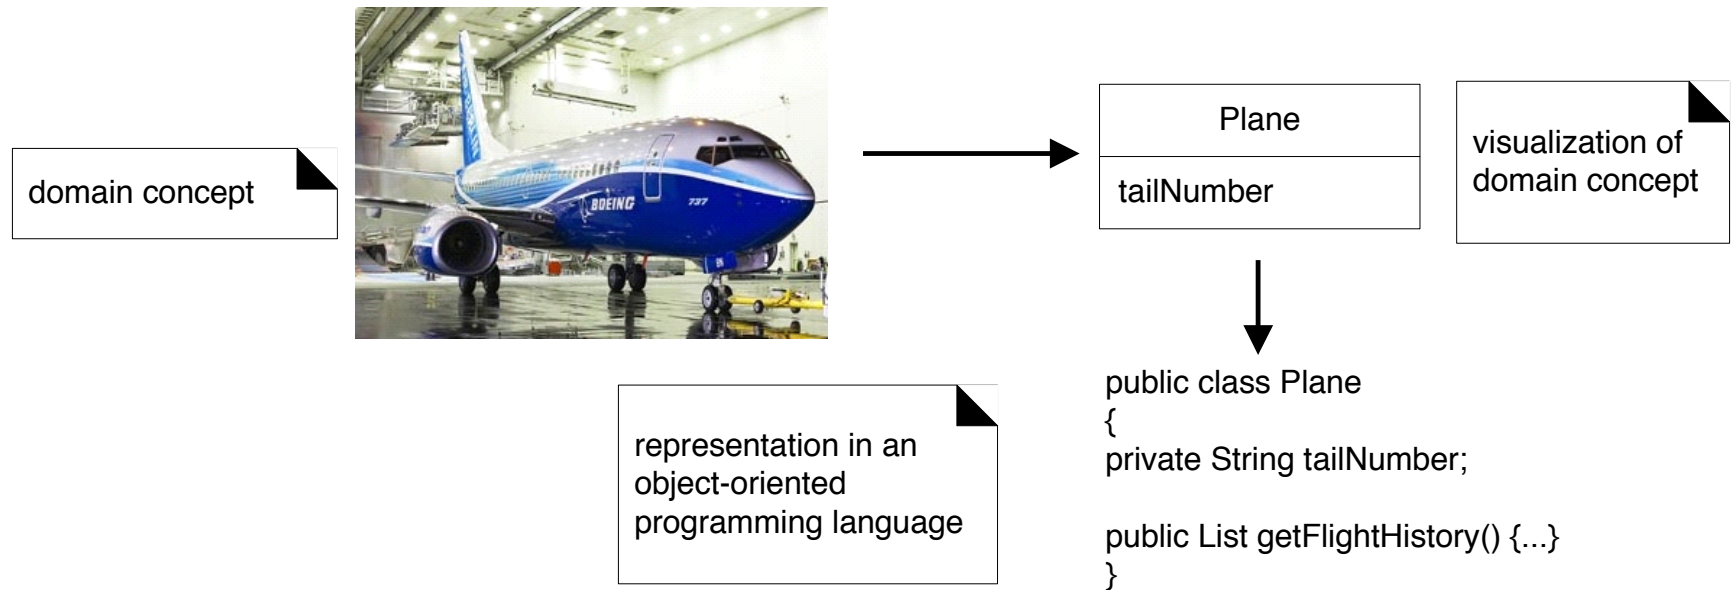 domain concept
BOEING
737
Plane
tailNumber
visualization of
domain concept
representation in an
object-oriented
programming language
public class Plane
{
private String tailNumber;
public List getFlightHistory() {...}
}